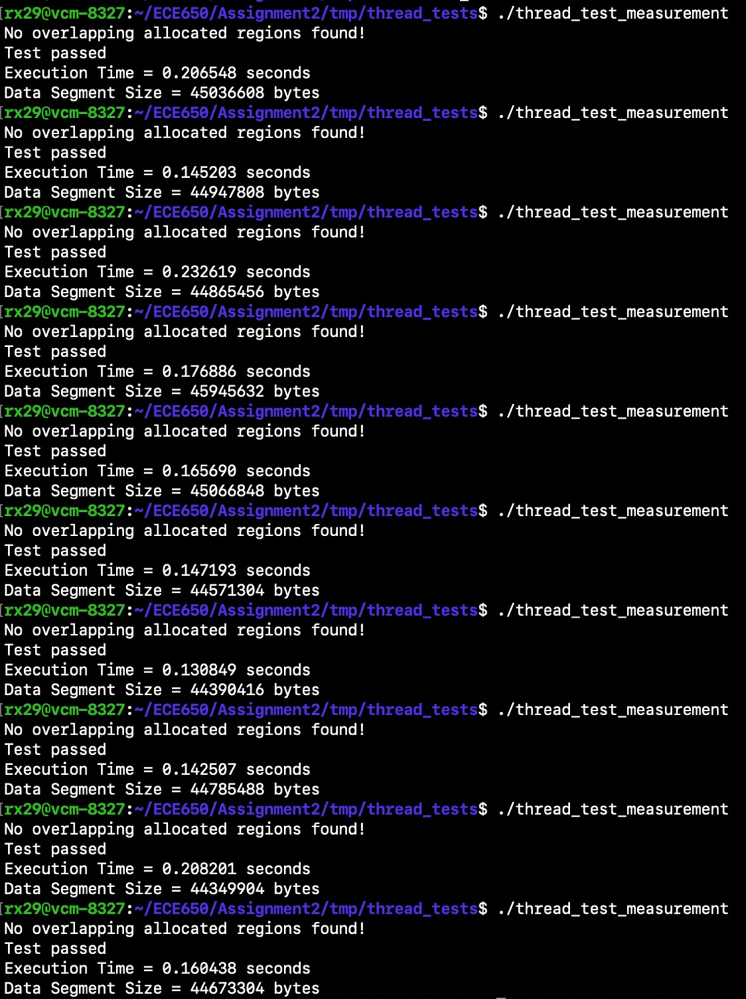 [rx29@vcm-8327:~/ECE650/Assignment2/tmp/thread_tests$ ./thread_test_measurement
No overlapping allocated regions found!
Test passed
Execution Time = 0.206548 seconds
Data Segment Size = 45036608 bytes
[rx29@vcm-8327:~/ECE650/Assignment2/tmp/thread_tests$ ./thread_test_measurement
No overlapping allocated regions found!
Test passed
Execution Time = 0.145203 seconds
Data Segment Size = 44947808 bytes
[rx29@vcm-8327:~/ECE650/Assignment2/tmp/thread_tests$ ./thread_test_measurement
No overlapping allocated regions found!
Test passed
Execution Time = 0.232619 seconds
Data Segment Size = 44865456 bytes
[rx29@vcm-8327:~/ECE650/Assignment2/tmp/thread_tests$ ./thread_test_measurement
No overlapping allocated regions found!
Test passed
Execution Time = 0.176886 seconds
Data Segment Size = 45945632 bytes
[rx29@vcm-8327:~/ECE650/Assignment2/tmp/thread_tests$ ./thread_test_measurement
No overlapping allocated regions found!
Test passed
Execution Time = 0.165690 seconds
Data Segment Size = 45066848 bytes
[rx29@vcm-8327:~/ECE650/Assignment2/tmp/thread_tests$ ./thread_test_measurement
No overlapping allocated regions found!
Test passed
Execution Time = 0.147193 seconds
Data Segment Size = 44571304 bytes
[rx29@vcm-8327:~/ECE650/Assignment2/tmp/thread_tests$ ./thread_test_measurement
No overlapping allocated regions found!
Test passed
Execution Time = 0.130849 seconds
Data Segment Size = 44390416 bytes
[rx29@vcm-8327:~/ECE650/Assignment2/tmp/thread_tests$ ./thread_test_measurement
No overlapping allocated regions found!
Test passed
Execution Time = 0.142507 seconds
Data Segment Size = 44785488 bytes
[rx29@vcm-8327:~/ECE650/Assignment2/tmp/thread_tests$ ./thread_test_measurement
No overlapping allocated regions found!
Test passed
Execution Time = 0.208201 seconds
Data Segment Size = 44349904 bytes
[rx29@vcm-8327:~/ECE650/Assignment2/tmp/thread_tests$ ./thread_test_measurement
No overlapping allocated regions found!
Test passed
Execution Time = 0.160438 seconds
Data Segment Size = 44673304 bytes